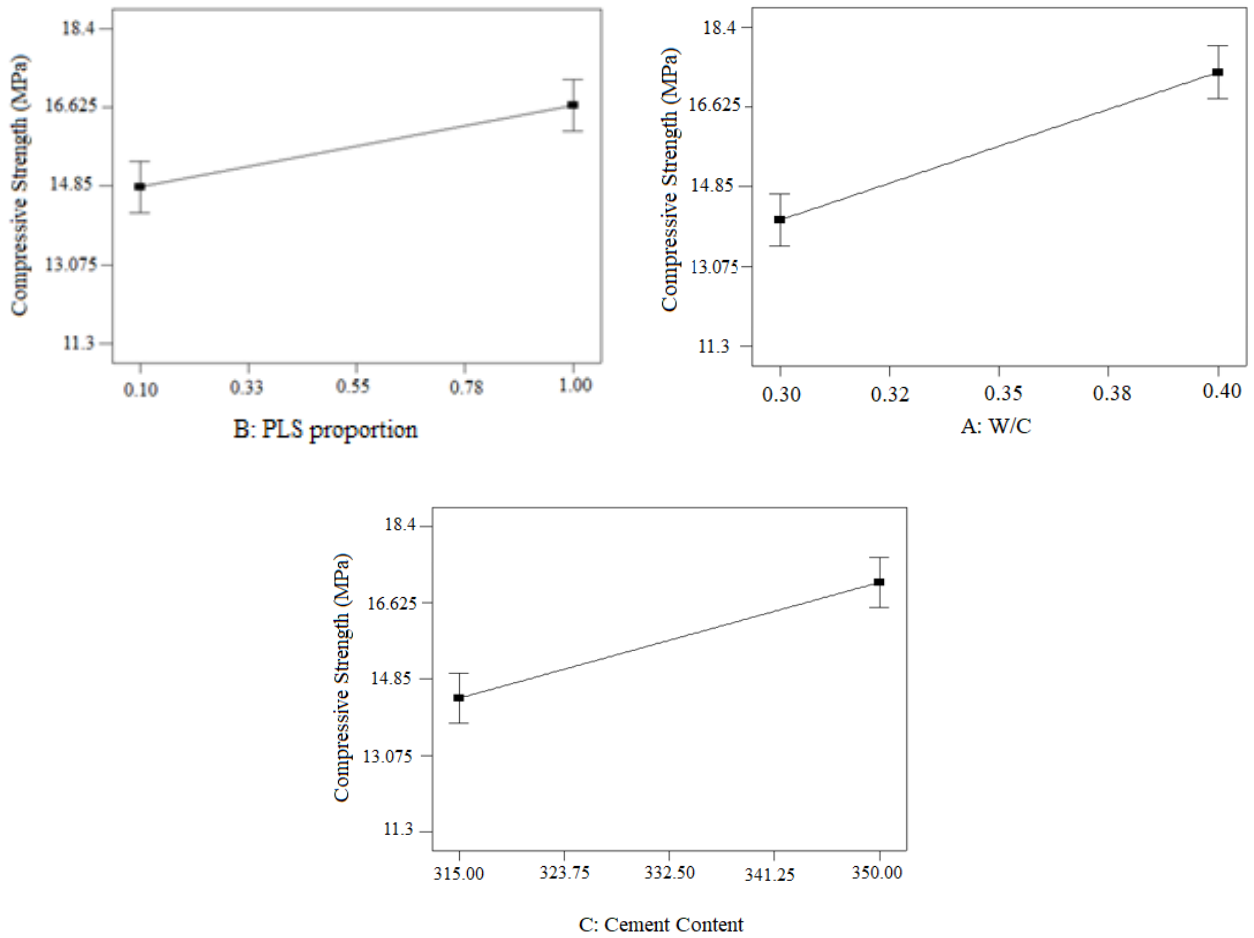 Compressive Strength (MPa)
18.4
16.625
14.85
13.075
11.3
0.10 0.33 0.55 0.78 1.00
B: PLS proportion
Compressive Strength (MPa)
18.4
16.625
14.85
13.075
11.3
0.30 0.32 0.35 0.38 0.40
A: W/C
Compressive Strength (MPa)
18.4
16.625
14.85
13.075
11.3
315.00 323.75 332.50 341.25 350.00
C: Cement Content